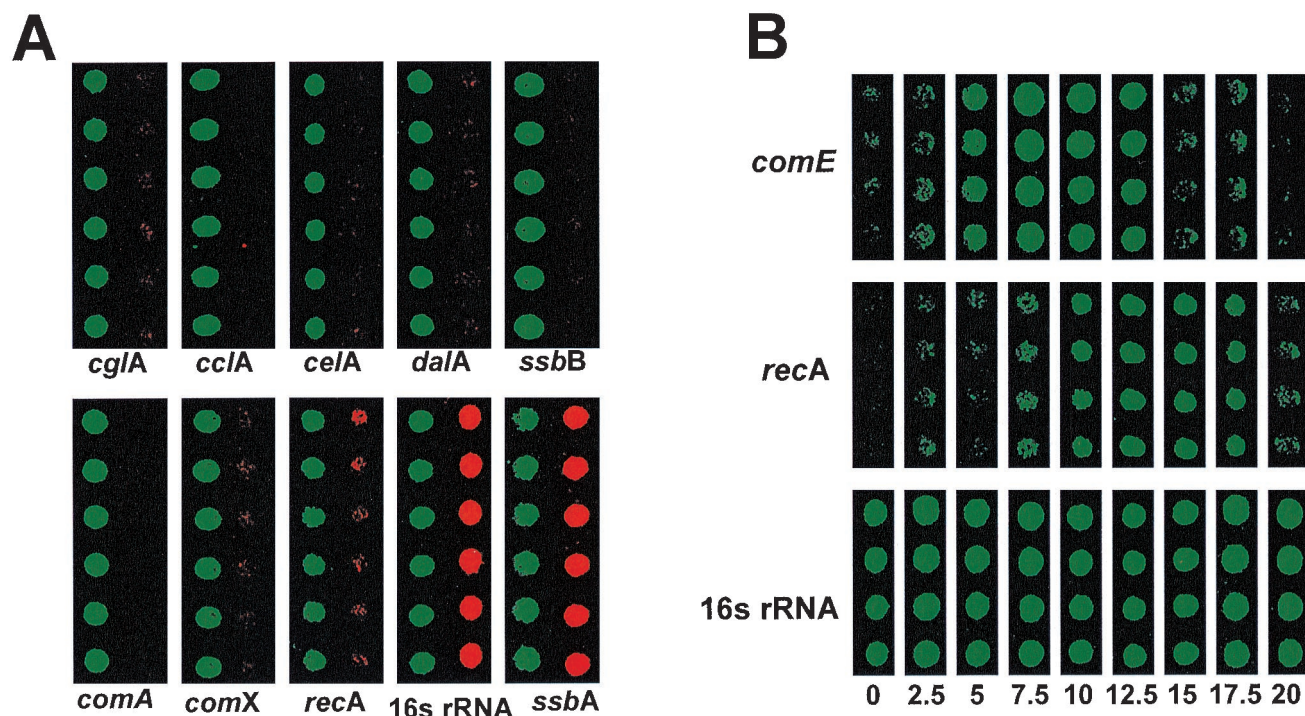 A
B
cglA cclA celA dalA ssbB
comA comX recA 16s rRNA ssbA
comE
recA
16s rRNA
0 2.5 5 7.5 10 12.5 15 17.5 20